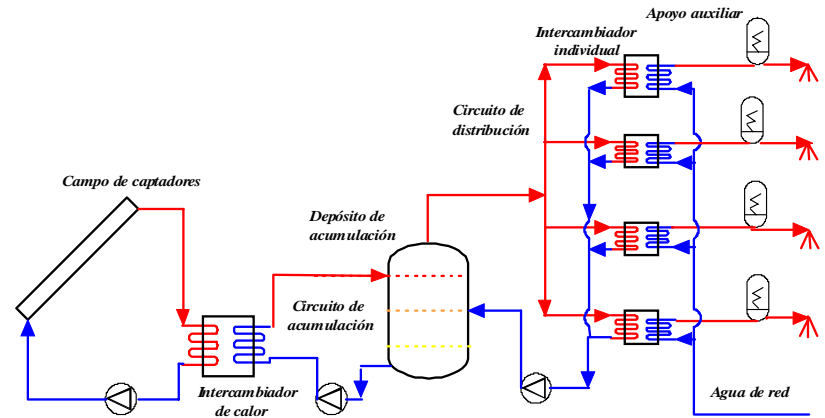 Apoyo auxiliar
Intercambiador
individual
Circuito de
distribución
Campo de captadores
Depósito de
acumulación
Circuito de
acumulación
Intercambiador
de calor
Agua de red